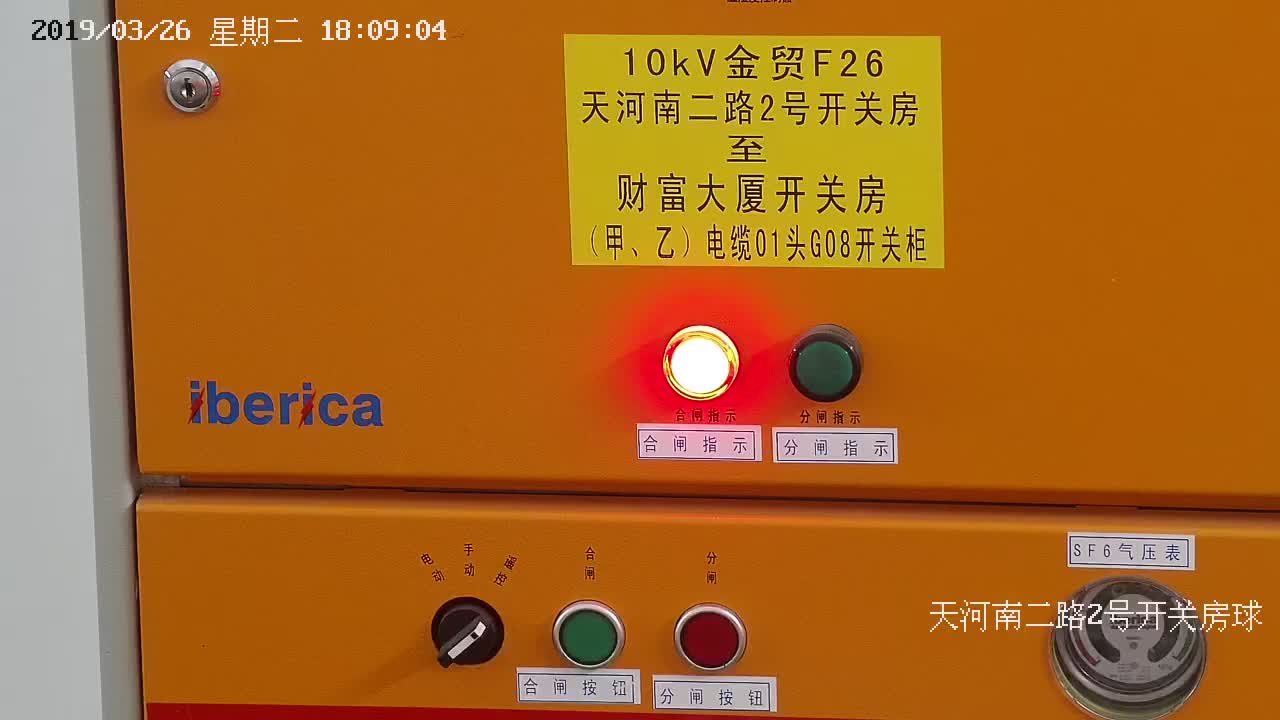 2019/03/26 星期二 18:09:04
10kV金贸F26
天河南二路2号开关房
至
财富大厦开关房
（甲、乙）电缆01头G08开关柜
iberica
合闸指示
分闸指示
合闸指示
分闸指示
手动
合闸
分闸
SF6气压表
天河南二路2号开关房球
合闸按钮
分闸按钮